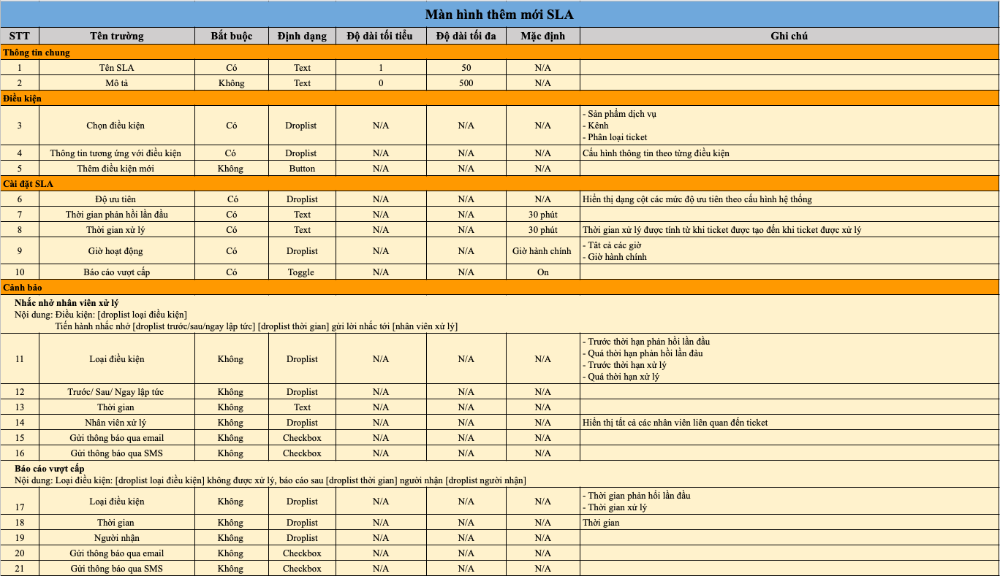 Màn hình thêm mới SLA
STT Tên trường Bắt buộc Định dạng Độ dài tối tiểu Độ dài tối đa Mặc định Ghi chú
Thông tin chung
1 Tên SLA Có Text 1 50 N/A
2 Mô tả Không Text 0 500 N/A
Điều kiện
3 Chọn điều kiện Có Droplist N/A N/A N/A - Sản phẩm dịch vụ
- Kênh
- Phân loại ticket
4 Thông tin tương ứng với điều kiện Có Droplist N/A N/A N/A Cấu hình thông tin theo từng điều kiện
5 Thêm điều kiện mới Không Button N/A N/A N/A
Cài đặt SLA
6 Độ ưu tiên Có Droplist N/A N/A N/A Hiển thị dạng cột các mức độ ưu tiên theo cấu hình hệ thống
7 Thời gian phản hồi lần đầu Có Text N/A N/A 30 phút
8 Thời gian xử lý Có Text N/A N/A 30 phút Thời gian xử lý được tính từ khi ticket được tạo đến khi ticket được xử lý
9 Giờ hoạt động Có Droplist N/A N/A Giờ hành chính - Tất cả các giờ
- Giờ hành chính
10 Báo cáo vượt cấp Có Toggle N/A N/A On
Cảnh bảo
Nhắc nhở nhân viên xử lý
Nội dung: Điều kiện: [droplist loại điều kiện]
Tiến hành nhắc nhở [droplist trước/sau/ngay lập tức] [droplist thời gian] gửi lời nhắc tới [nhân viên xử lý]
11 Loại điều kiện Không Droplist N/A N/A N/A - Trước thời hạn phản hồi lần đầu
- Quá thời hạn phản hồi lần đàu
- Trước thời hạn xử lý
- Quá thời hạn xử lý
12 Trước/ Sau/ Ngay lập tức Không Droplist N/A N/A N/A
13 Thời gian Không Text N/A N/A N/A
14 Nhân viên xử lý Không Droplist N/A N/A N/A Hiển thị tất cả các nhân viên liên quan đến ticket
15 Gửi thông báo qua email Không Checkbox N/A N/A N/A
16 Gửi thông báo qua SMS Không Checkbox N/A N/A N/A
Báo cáo vượt cấp
Nội dung: Loại điều kiện: [droplist loại điều kiện] không được xử lý, báo cáo sau [droplist thời gian] người nhận [droplist người nhận]
17 Loại điều kiện Không Droplist N/A N/A N/A - Thời gian phản hồi lần đầu
- Thời gian xử lý
18 Thời gian Không Droplist N/A N/A N/A Thời gian
19 Người nhận Không Droplist N/A N/A N/A
20 Gửi thông báo qua email Không Checkbox N/A N/A N/A
21 Gửi thông báo qua SMS Không Checkbox N/A N/A N/A